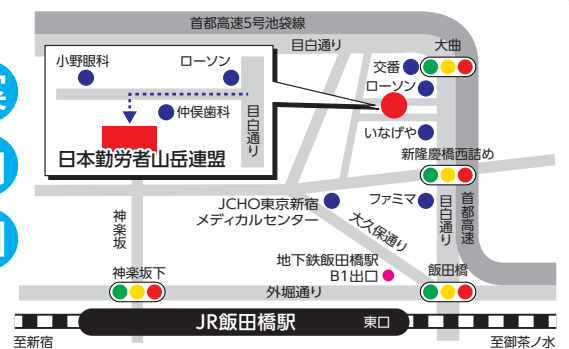 首都高速5号池袋線
目白通り
大曲
小野眼科
ローソン
交番
ローソン
仲俣歯科
目白通り
いなげや
日本勤労者山岳連盟
新隆慶橋西詰め
案
内
図
神楽坂
JCHO東京新宿
メディカルセンター
ファミマ
大久保通り
目白通り
首都高速
地下鉄飯田橋駅
B1出口
神楽坂下
飯田橋
外堀通り
JR飯田橋駅
東口
至新宿
至御茶ノ水